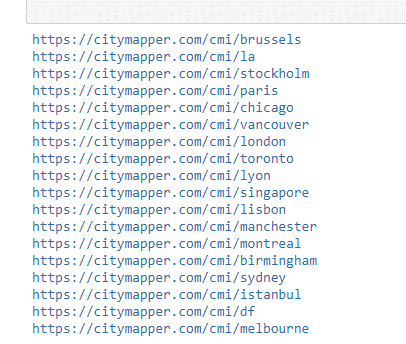 https://citymapper.com/cmi/brussels
https://citymapper.com/cmi/la
https://citymapper.com/cmi/stockholm
https://citymapper.com/cmi/paris
https://citymapper.com/cmi/chicago
https://citymapper.com/cmi/vancouver
https://citymapper.com/cmi/london
https://citymapper.com/cmi/toronto
https://citymapper.com/cmi/lyon
https://citymapper.com/cmi/singapore
https://citymapper.com/cmi/lisbon
https://citymapper.com/cmi/manchester
https://citymapper.com/cmi/montreal
https://citymapper.com/cmi/birmingham
https://citymapper.com/cmi/sydney
https://citymapper.com/cmi/istanbul
https://citymapper.com/cmi/df
https://citymapper.com/cmi/melbourne